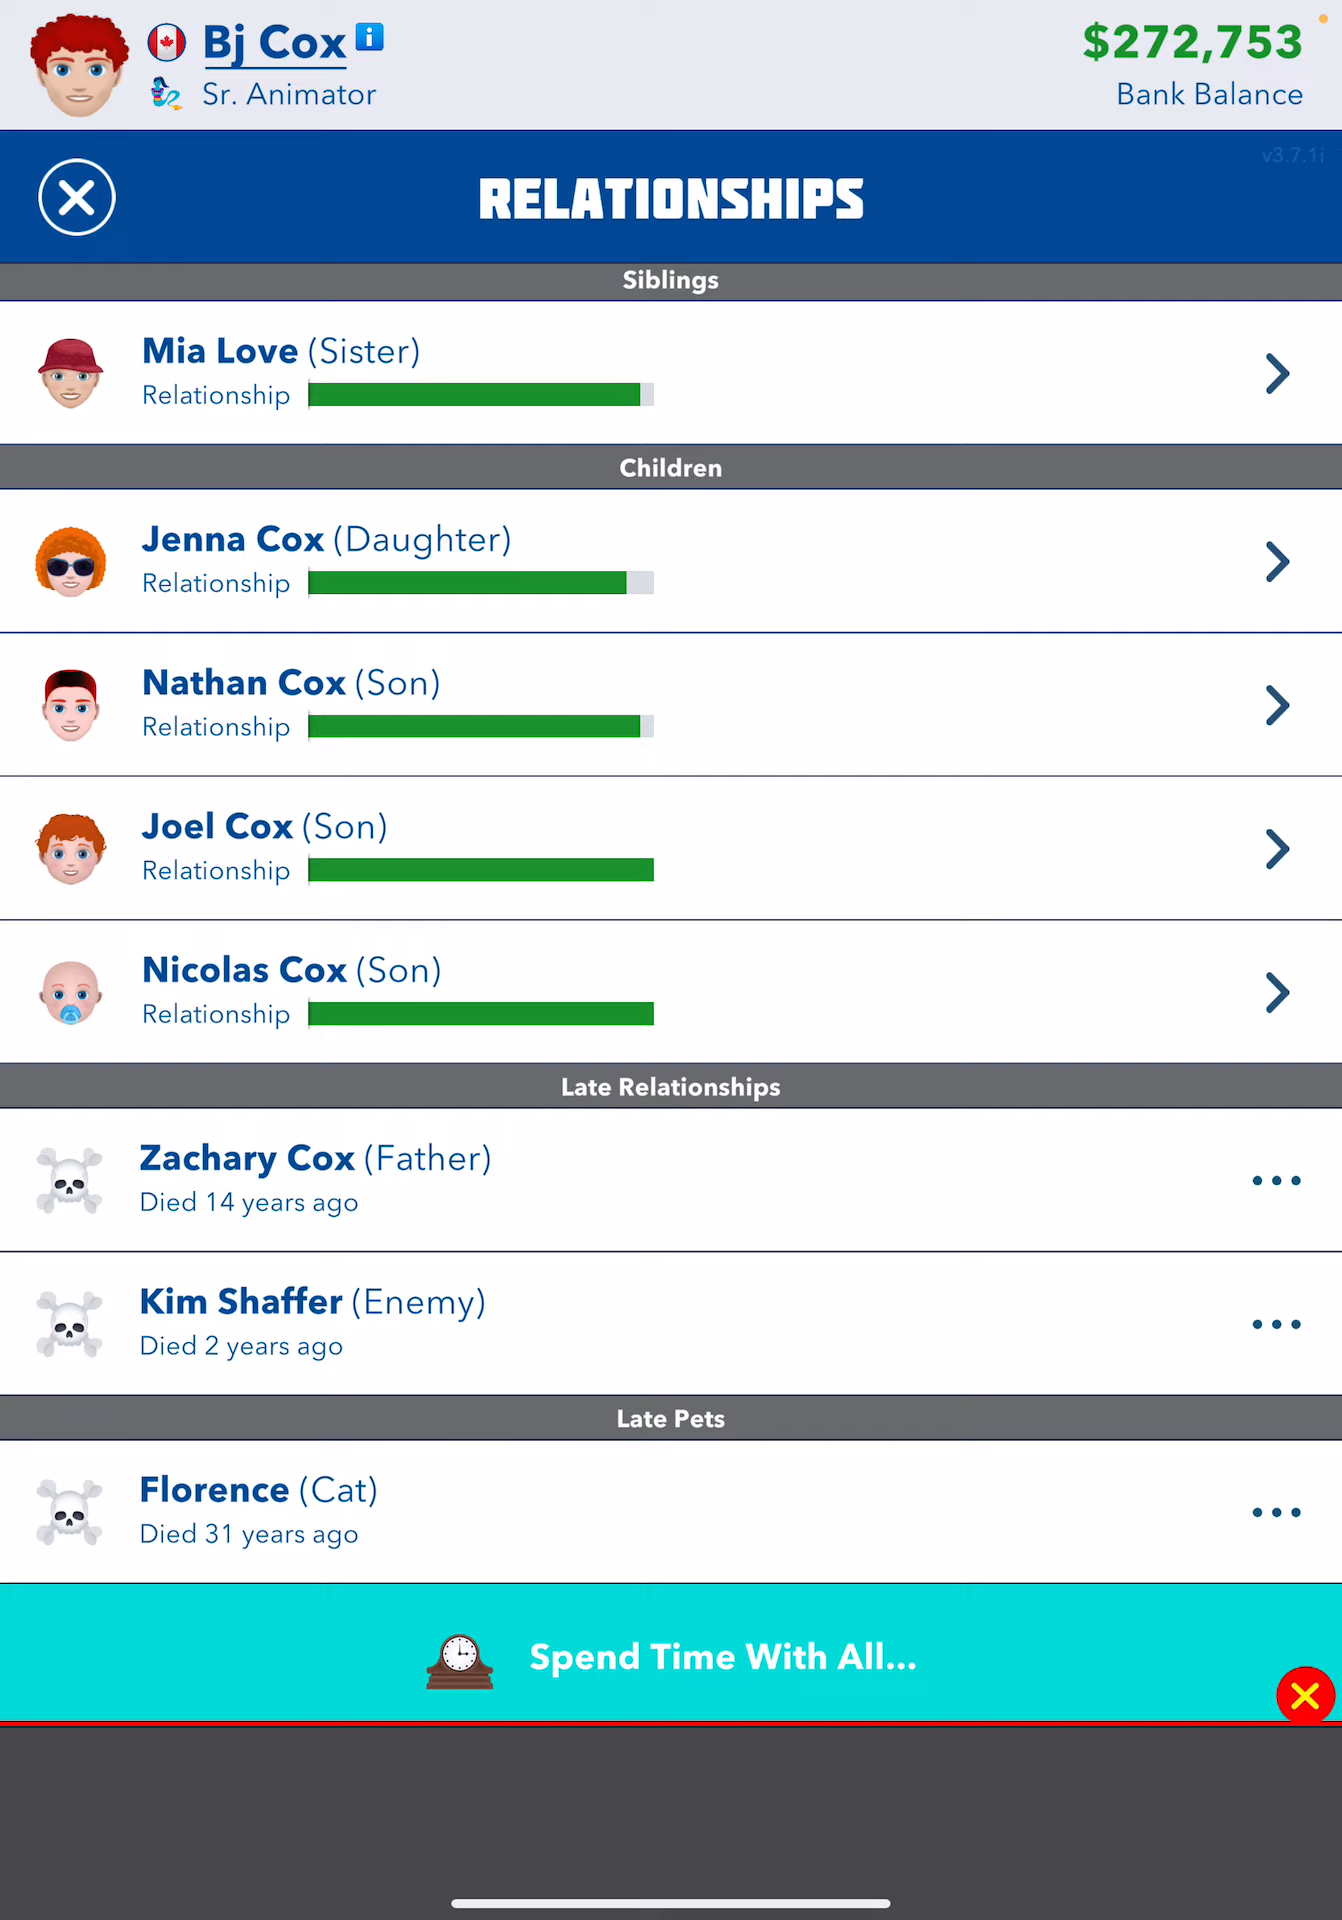 Bj Cox
$272,753
Sr. Animator
Bank Balance
v3.7.1i
RELATIONSHIPS
Siblings
Mia Love (Sister)
Relationship
Children
Jenna Cox (Daughter)
Relationship
Nathan Cox (Son)
Relationship
Joel Cox (Son)
Relationship
Nicolas Cox (Son)
Relationship
Late Relationships
Zachary Cox (Father)
Died 14 years ago
Kim Shaffer (Enemy)
Died 2 years ago
Late Pets
Florence (Cat)
Died 31 years ago
Spend Time With All...